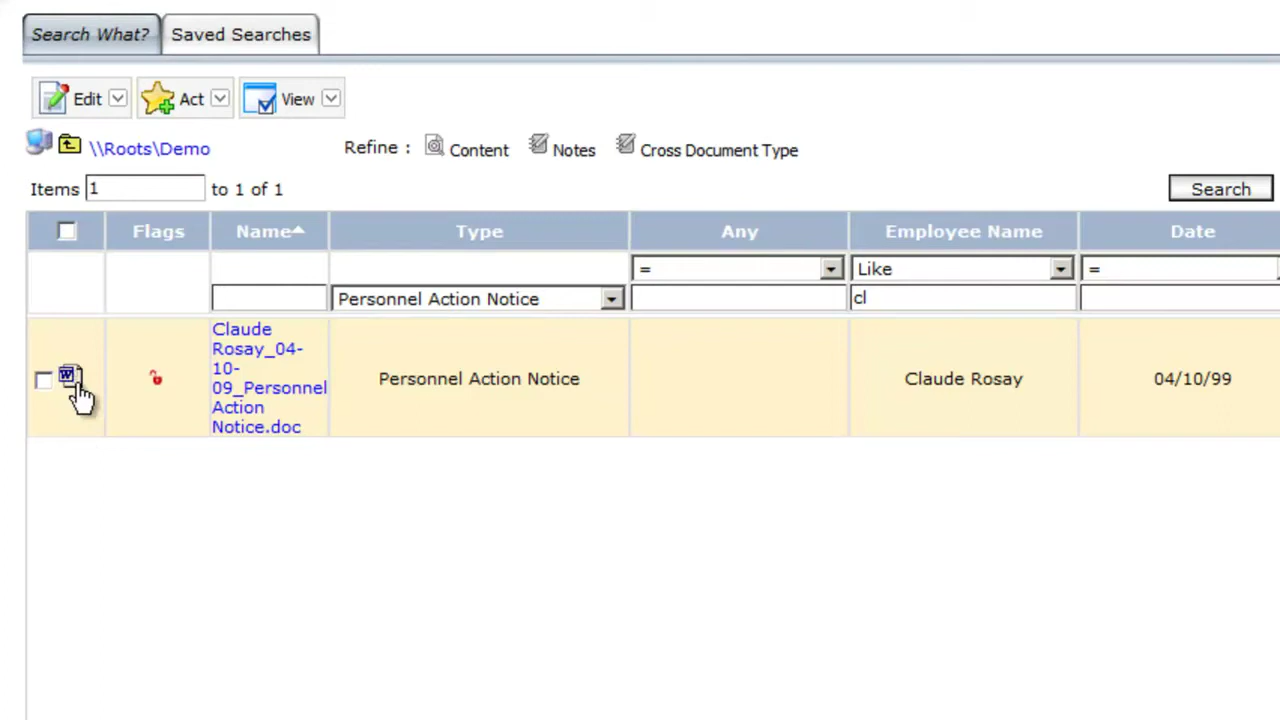 Search What? Saved Searches
Edit Act View
\\Roots\Demo Refine : Content Notes Cross Document Type
Items 1 to 1 of 1 Search
Flags Name Type Any Employee Name Date
= Like =
Personnel Action Notice cl
Claude
Rosay_04-
10-
09_Personnel
Action
Notice.doc
Personnel Action Notice Claude Rosay 04/10/99